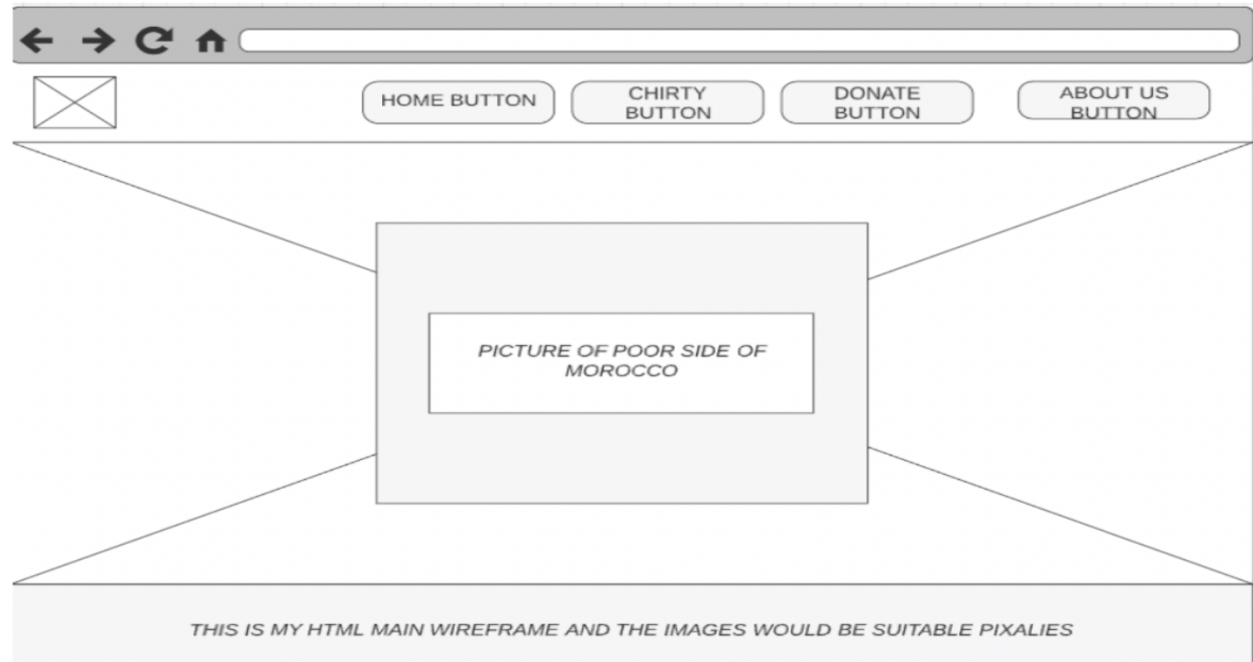 HOME BUTTON
CHIRTY
BUTTON
DONATE
BUTTON
ABOUT US
BUTTON
PICTURE OF POOR SIDE OF
MOROCCO
THIS IS MY HTML MAIN WIREFRAME AND THE IMAGES WOULD BE SUITABLE PIXALIES